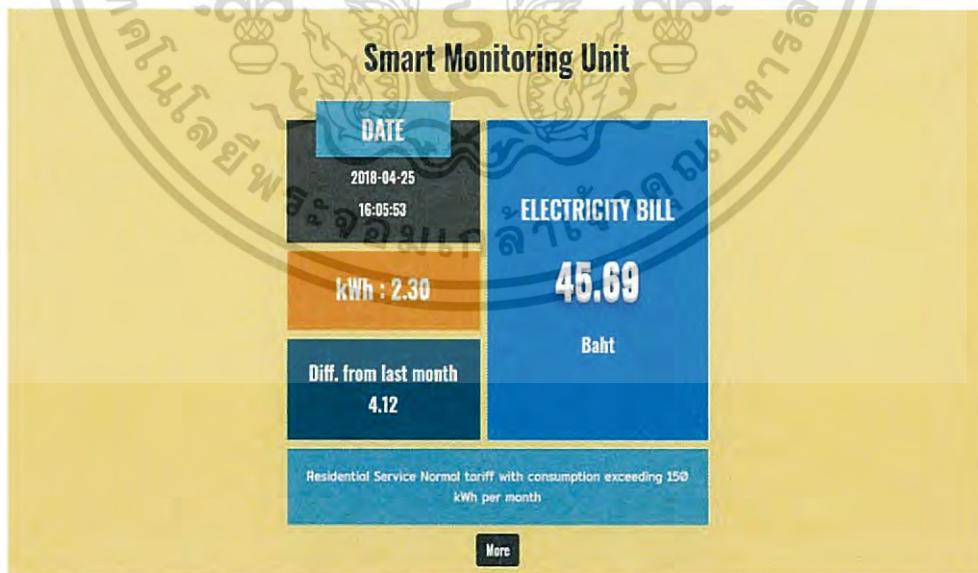 Smart Monitoring Unit
DATE
2018-04-25
16:05:53
ELECTRICITY BILL
kWh : 2.30
45.69
Baht
Diff. from last month
4.12
Residential Service Normal tariff with consumption exceeding 150
kWh per month
More